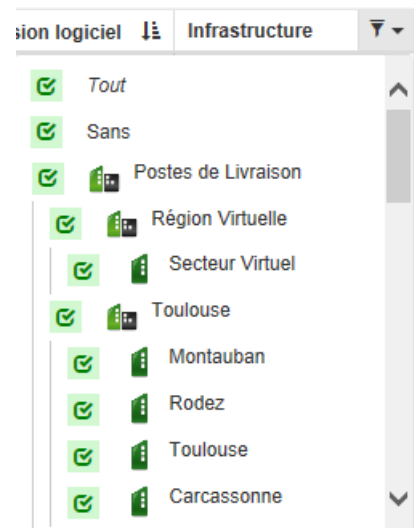 sion logiciel Infrastructure
Tout
Sans
Postes de Livraison
Région Virtuelle
Secteur Virtuel
Toulouse
Montauban
Rodez
Toulouse
Carcassonne